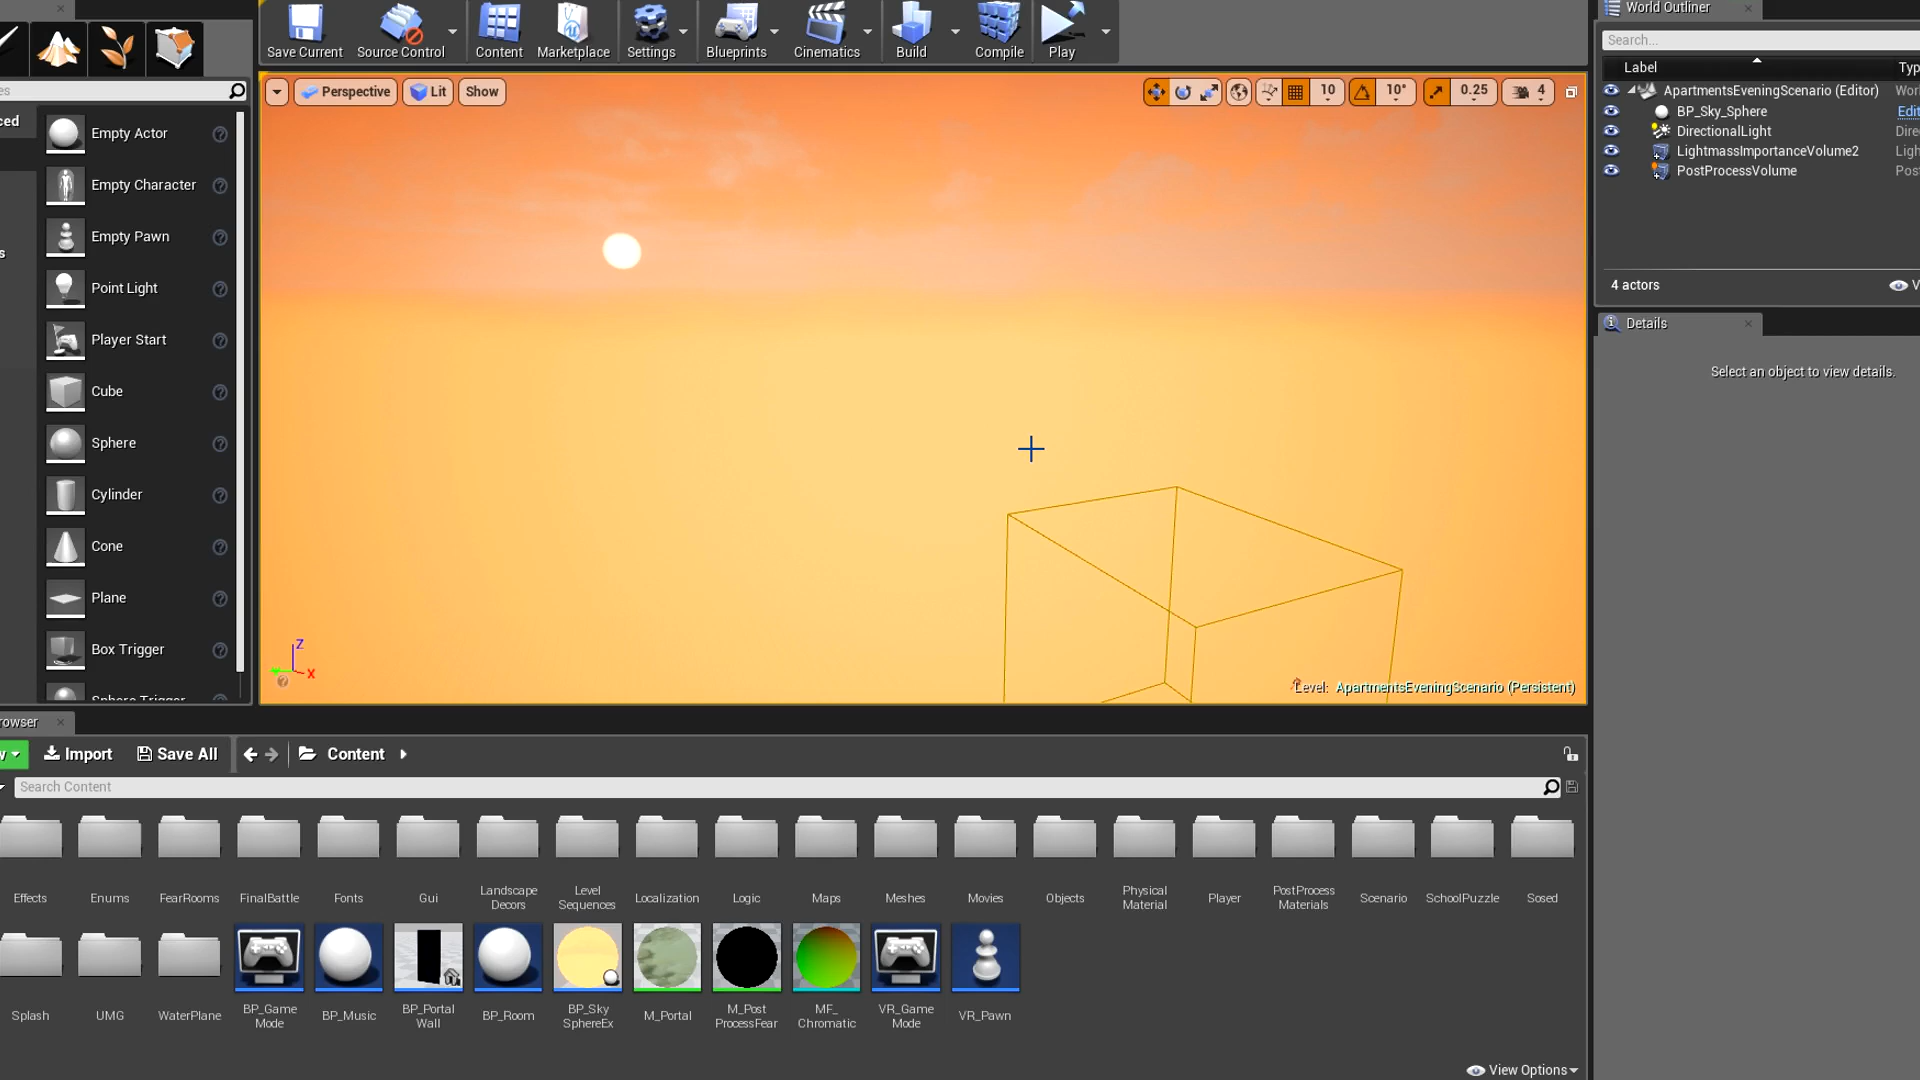 Save Current
Source Control
Content
Marketplace
Settings
Blueprints
Cinematics
Build
Compile
Play
World Outliner
Search...
Label
Typ
ApartmentsEveningScenario (Editor)
Worl
BP_Sky_Sphere
Edit
DirectionalLight
Dire
LightmassImportanceVolume2
Ligh
PostProcessVolume
Post
4 actors
V
Details
Select an object to view details.
es
ced
s
Empty Actor
Empty Character
Empty Pawn
Point Light
Player Start
Cube
Sphere
Cylinder
Cone
Plane
Box Trigger
Sphere Trigger
Perspective
Lit
Show
10
10°
0.25
4
Z
X
Level: ApartmentsEveningScenario (Persistent)
rowser
w
Import
Save All
Content
Search Content
Effects
Enums
FearRooms
FinalBattle
Fonts
Gui
Landscape
Decors
Level
Sequences
Localization
Logic
Maps
Meshes
Movies
Objects
Physical
Material
Player
PostProcess
Materials
Scenario
SchoolPuzzle
Sosed
Splash
UMG
WaterPlane
BP_Game
Mode
BP_Music
BP_Portal
Wall
BP_Room
BP_Sky
SphereEx
M_Portal
M_Post
ProcessFear
MF_
Chromatic
VR_Game
Mode
VR_Pawn
View Options